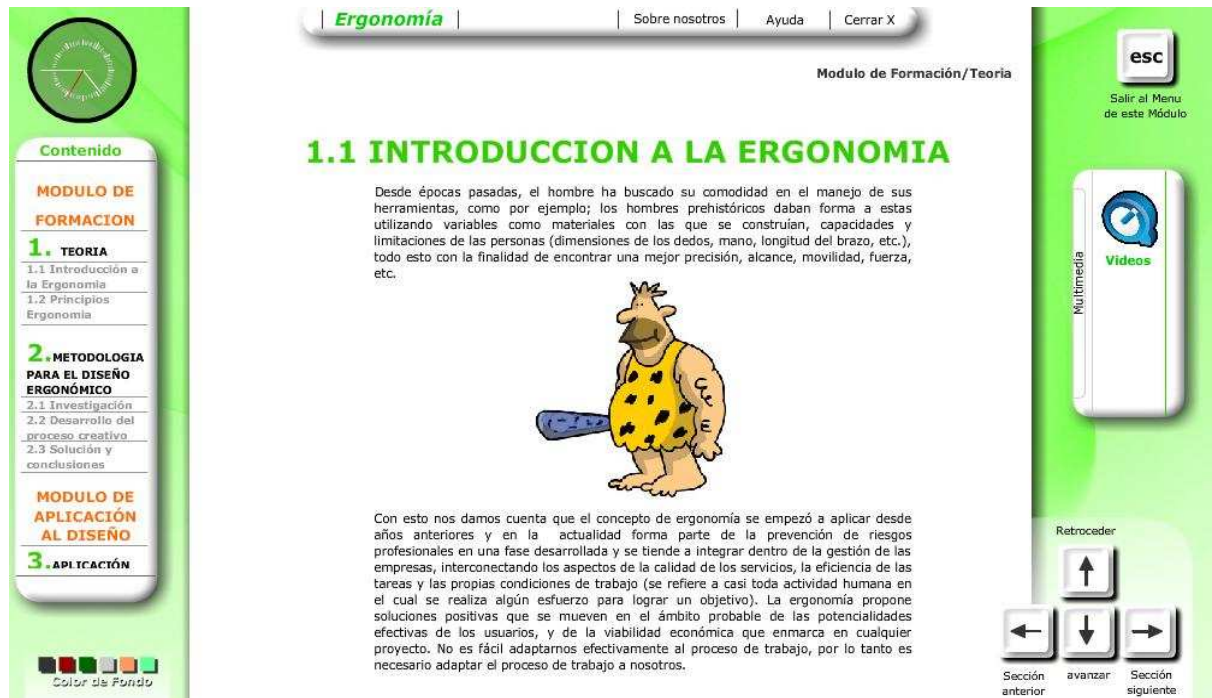 Ergonomía
Sobre nosotros
Ayuda
Cerrar X
Modulo de Formación/Teoria
esc
Salir al Menu
de este Módulo
Contenido
MODULO DE
FORMACION
1. TEORIA
1.1 Introducción a
la Ergonomia
1.2 Principios
Ergonomia
2.METODOLOGIA
PARA EL DISEÑO
ERGONÓMICO
2.1 Investigación
2.2 Desarrollo del
proceso creativo
2.3 Solución y
conclusiones
MODULO DE
APLICACIÓN
AL DISEÑO
3.APLICACIÓN
Color de Fondo
1.1 INTRODUCCION A LA ERGONOMIA
Desde épocas pasadas, el hombre ha buscado su comodidad en el manejo de sus
herramientas, como por ejemplo; los hombres prehistóricos daban forma a estas
utilizando variables como materiales con las que se construían, capacidades y
limitaciones de las personas (dimensiones de los dedos, mano, longitud del brazo, etc.),
todo esto con la finalidad de encontrar una mejor precisión, alcance, movilidad, fuerza,
etc.
Con esto nos damos cuenta que el concepto de ergonomía se empezó a aplicar desde
años anteriores y en la actualidad forma parte de la prevención de riesgos
profesionales en una fase desarrollada y se tiende a integrar dentro de la gestión de las
empresas, interconectando los aspectos de la calidad de los servicios, la eficiencia de las
tareas y las propias condiciones de trabajo (se refiere a casi toda actividad humana en
el cual se realiza algún esfuerzo para lograr un objetivo). La ergonomía propone
soluciones positivas que se mueven en el ámbito probable de las potencialidades
efectivas de los usuarios, y de la viabilidad económica que enmarca en cualquier
proyecto. No es fácil adaptarnos efectivamente al proceso de trabajo, por lo tanto es
necesario adaptar el proceso de trabajo a nosotros.
Multimedia
Videos
Retroceder
Sección
anterior
avanzar
Sección
siguiente